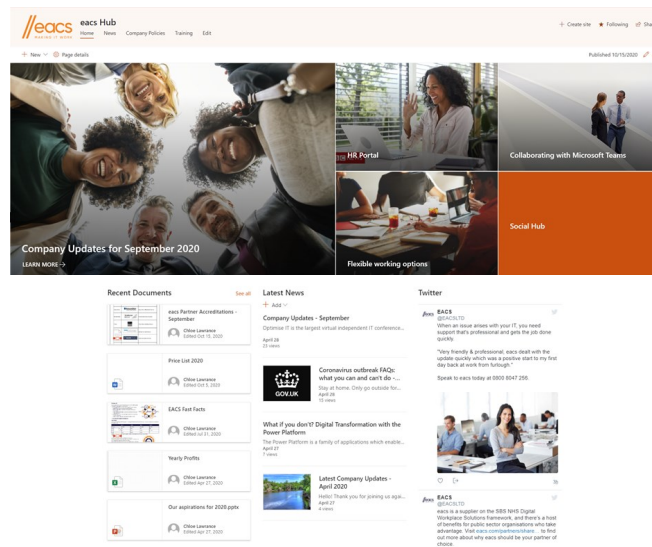 //eacs
MAKING IT WORK
eacs Hub
Home News Company Policies Training Edit
+ Create site ★ Following Shar
+ New Page details
Published 10/15/2020
Company Updates for September 2020
LEARN MORE →
HR Portal
Collaborating with Microsoft Teams
Flexible working options
Social Hub
Recent Documents
See all
eacs Partner Accreditations -
September
Chloe Lawrance
Edited Oct 15, 2020
Price List 2020
Chloe Lawrance
Edited Oct 5, 2020
EACS Fast Facts
Chloe Lawrance
Edited Jul 31, 2020
Yearly Profits
Chloe Lawrance
Edited Apr 27, 2020
Our aspirations for 2020.pptx
Chloe Lawrance
Edited Apr 27, 2020
Latest News
+ Add
Company Updates - September
Optimise IT is the largest virtual independent IT conference...
April 28
23 views
GOV.UK
Coronavirus outbreak FAQs:
what you can and can't do -...
Stay at home: Only go outside for...
April 28
15 views
What if you don't? Digital Transformation with the
Power Platform
The Power Platform is a family of applications which enable...
April 27
7 views
Latest Company Updates -
April 2020
Hello! Thank you for joining us agai...
April 27
4 views
Twitter
EACS
@EACSLTD
When an issue arises with your IT, you need
support that's professional and gets the job done
quickly.
"Very friendly & professional, eacs dealt with the
update quickly which was a positive start to my first
day back at work from furlough."
Speak to eacs today at 0800 8047 256.
EACS
@EACSLTD
eacs is a supplier on the SBS NHS Digital
Workplace Solutions framework, and there's a host
of benefits for public sector organisations who take
advantage. Visit eacs.com/partners/share... to find
out more about why eacs should be your partner of
choice.